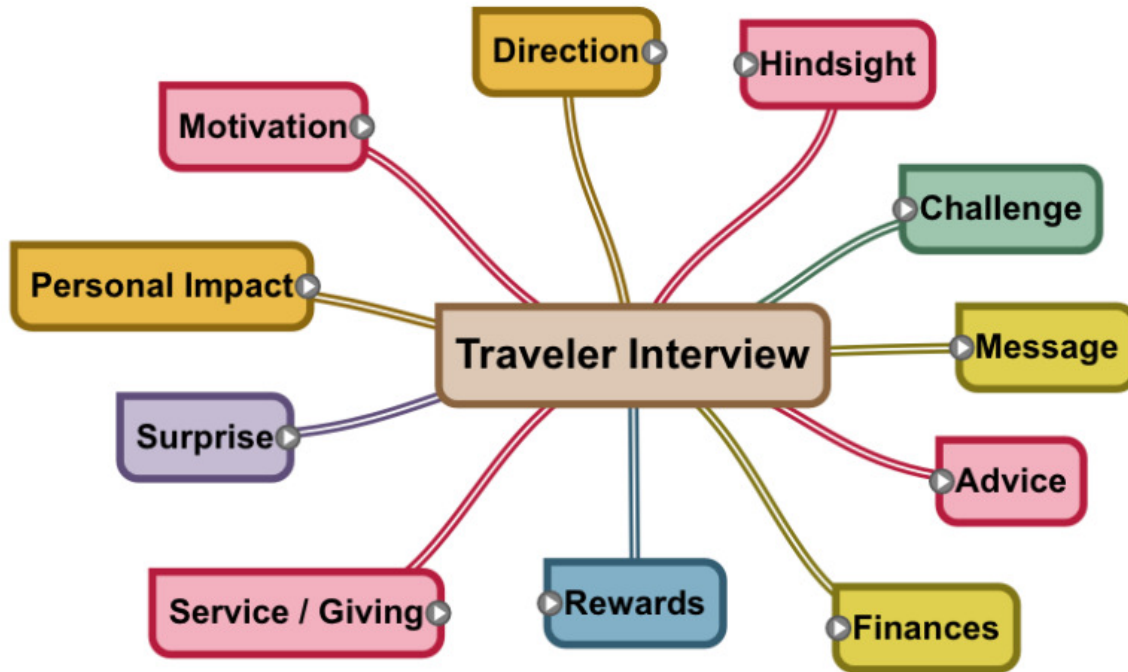 Direction
Hindsight
Motivation
Challenge
Personal Impact
Traveler Interview
Message
Surprise
Advice
Service / Giving
Rewards
Finances